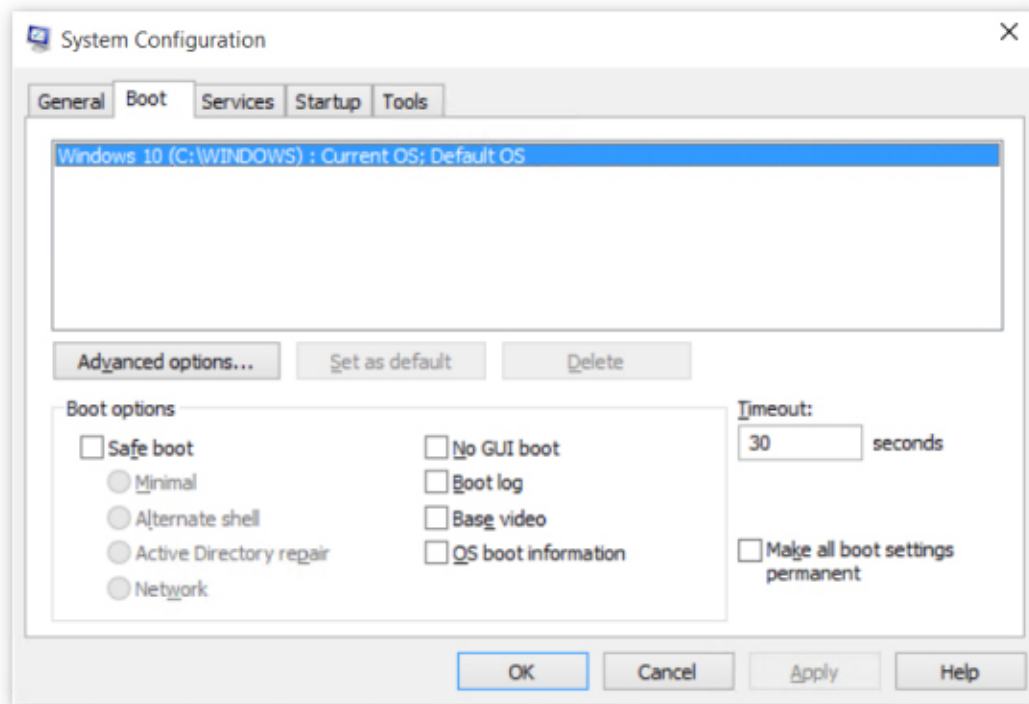 System Configuration
General Boot Services Startup Tools
Windows 10 (C:\WINDOWS) : Current OS; Default OS
Advanced options... Set as default Delete
Boot options
Timeout:
Safe boot No GUI boot 30 seconds
Minimal Boot log
Alternate shell Base video
Active Directory repair OS boot information Make all boot settings
permanent
Network
OK Cancel Apply Help